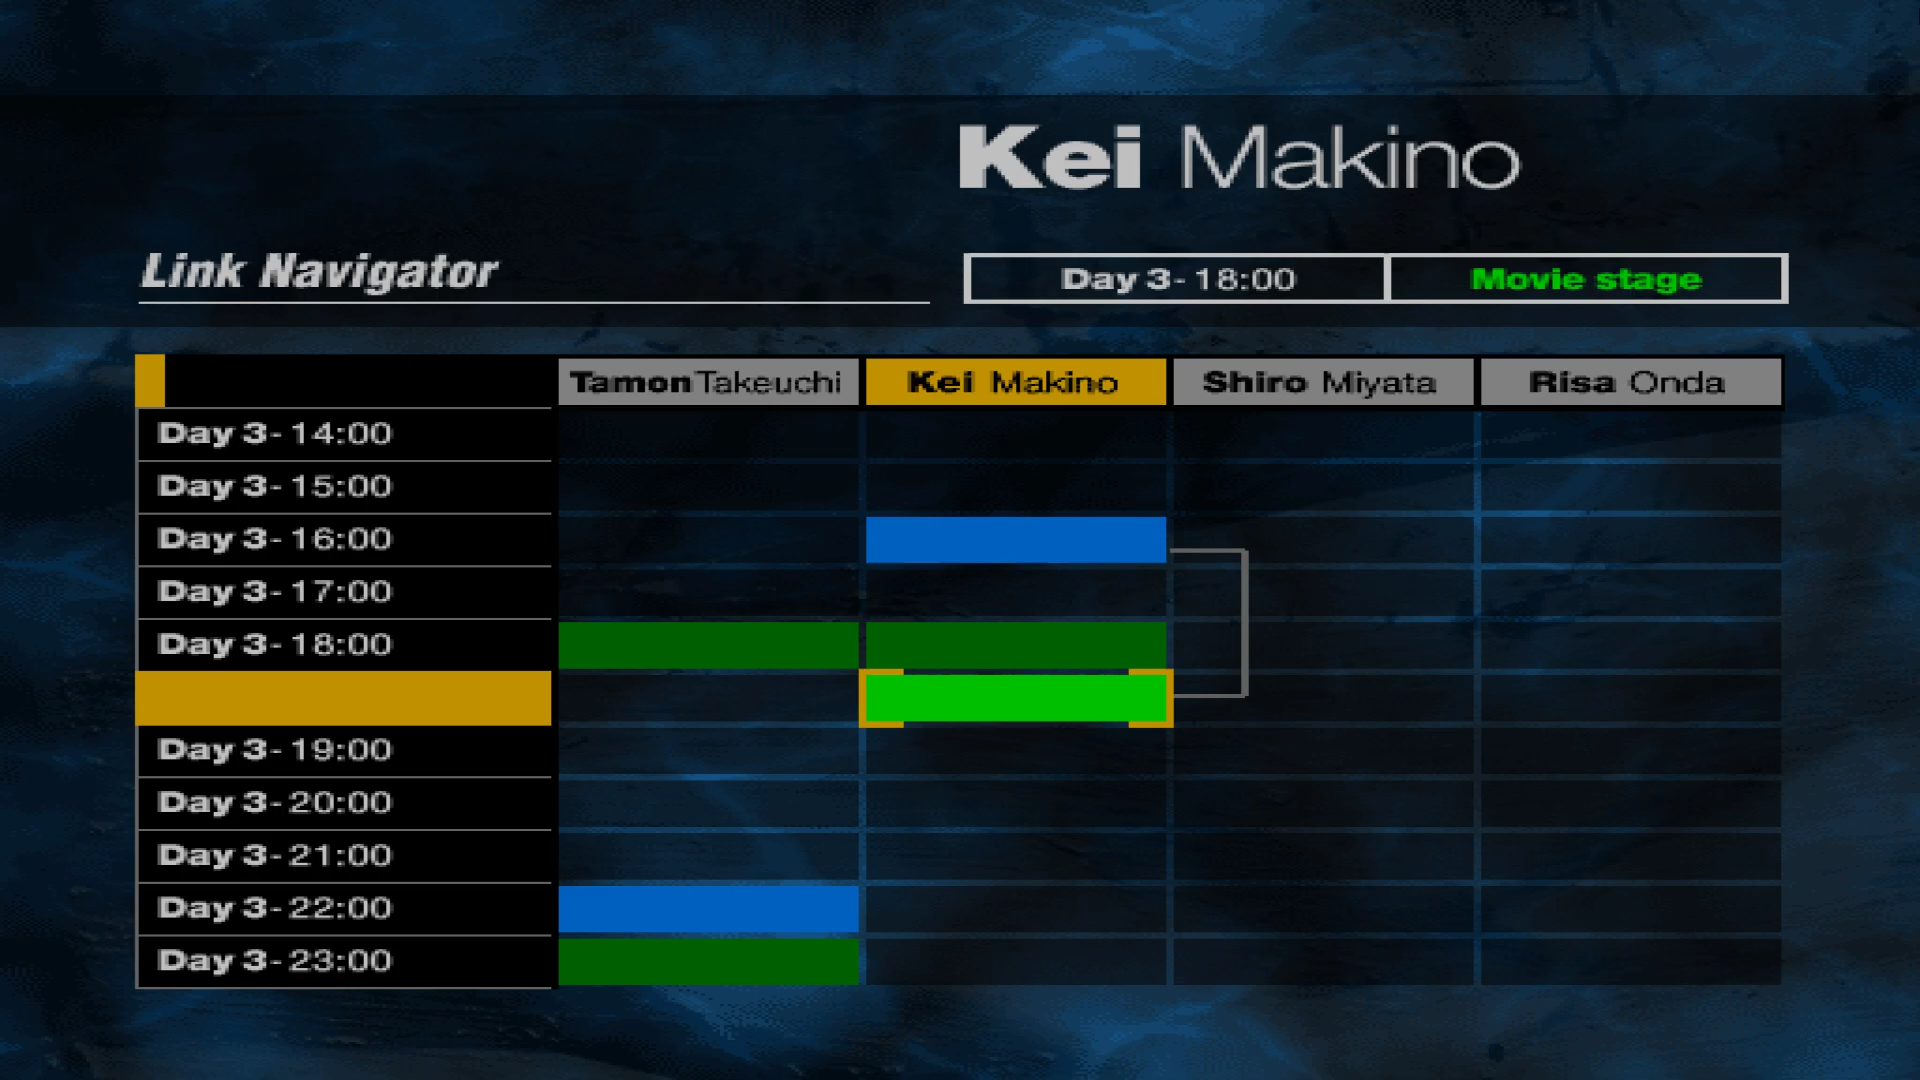 Kei Makino
Link Navigator
Day 3- 18:00 Movie stage
Tamon Takeuchi Kei Makino Shiro Miyata Risa Onda
Day 3- 14:00
Day 3- 15:00
Day 3- 16:00
Day 3- 17:00
Day 3- 18:00
Day 3- 19:00
Day 3- 20:00
Day 3- 21:00
Day 3- 22:00
Day 3- 23:00